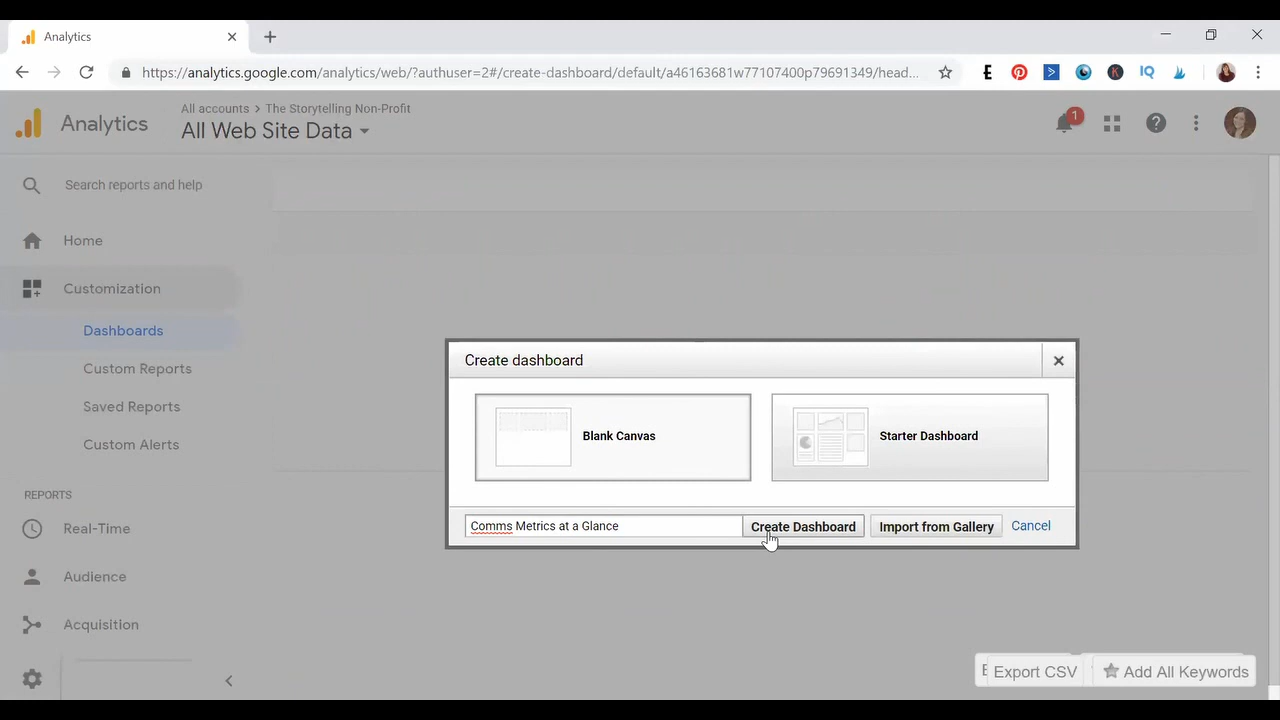 Analytics
https://analytics.google.com/analytics/web/?authuser=2#/create-dashboard/default/a46163681w77107400p79691349/head...
IQ
Analytics
All accounts > The Storytelling Non-Profit
All Web Site Data
1
Search reports and help
Home
Customization
Dashboards
Custom Reports
Saved Reports
Custom Alerts
REPORTS
Real-Time
Audience
Acquisition
Create dashboard
Blank Canvas
Starter Dashboard
Comms Metrics at a Glance
Create Dashboard
Import from Gallery
Cancel
Export CSV
Add All Keywords